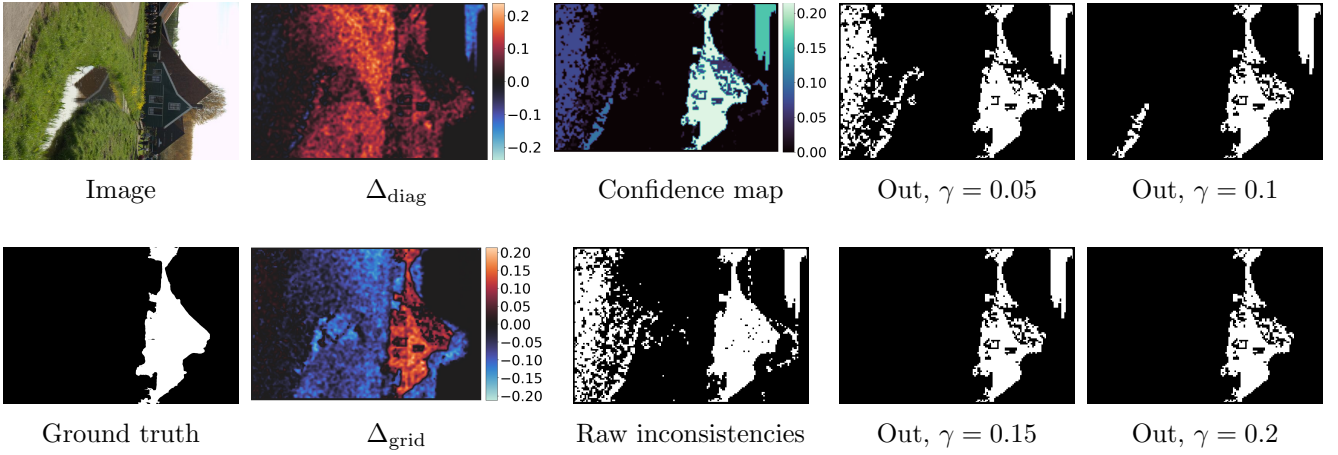 0.2
0.1
0.0
−0.1
−0.2
0.20
0.15
0.10
0.05
0.00
Image
Δdiag
Confidence map
Out, γ = 0.05
Out, γ = 0.1
0.20
0.15
0.10
0.05
0.00
−0.05
−0.10
−0.15
−0.20
Ground truth
Δgrid
Raw inconsistencies
Out, γ = 0.15
Out, γ = 0.2